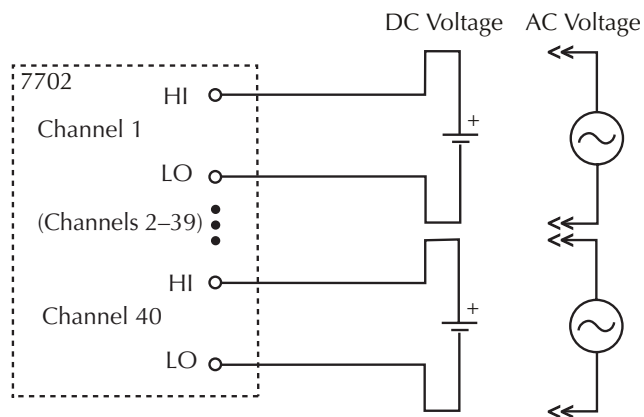 DC Voltage
AC Voltage
7702
HI
Channel 1
+
LO
(Channels 2–39)
HI
Channel 40
+
LO